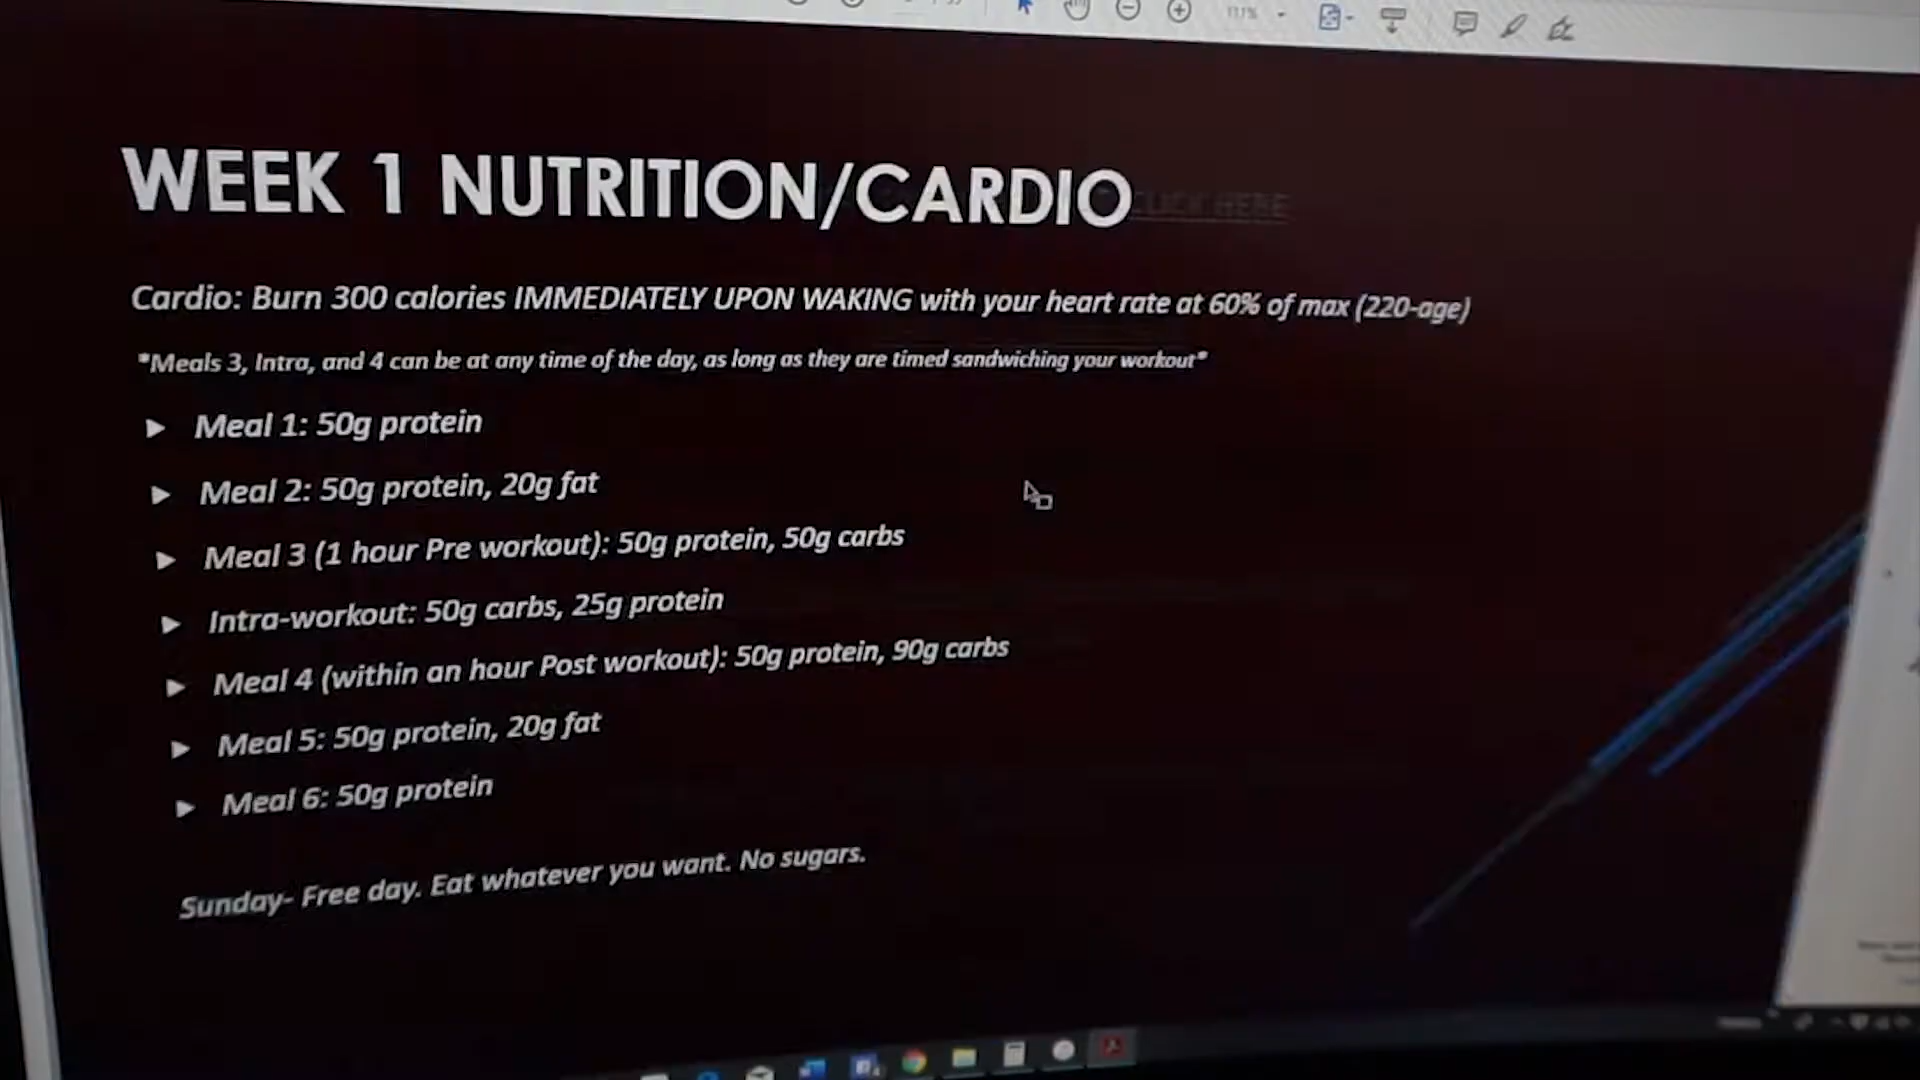 WEEK 1 NUTRITION/CARDIO
CLICK HERE
Cardio: Burn 300 calories IMMEDIATELY UPON WAKING with your heart rate at 60% of max (220-age)
*Meals 3, Intra, and 4 can be at any time of the day, as long as they are timed sandwiching your workout*
► Meal 1: 50g protein
► Meal 2: 50g protein, 20g fat
► Meal 3 (1 hour Pre workout): 50g protein, 50g carbs
► Intra-workout: 50g carbs, 25g protein
► Meal 4 (within an hour Post workout): 50g protein, 90g carbs
► Meal 5: 50g protein, 20g fat
► Meal 6: 50g protein
Sunday- Free day. Eat whatever you want. No sugars.